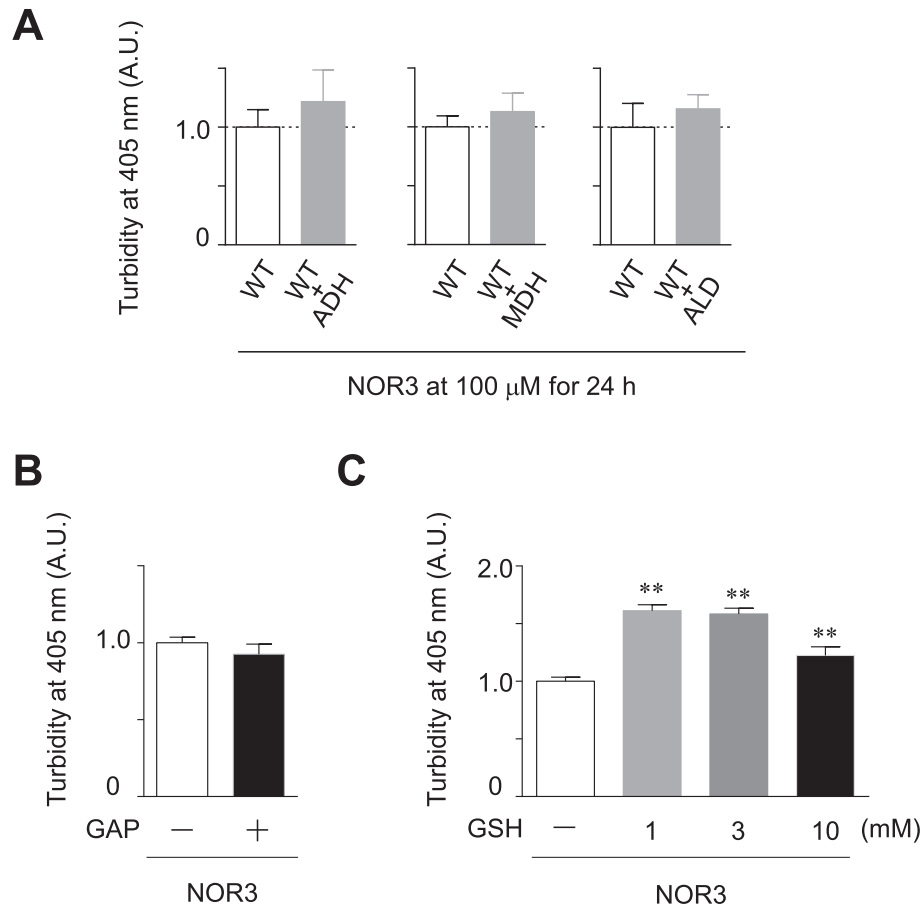 A
Turbidity at 405 nm (A.U.)
1.0
0
WT
WT
+
ADH
WT
WT
+
MDH
WT
WT
+
ALD
NOR3 at 100 μM for 24 h
B
Turbidity at 405 nm (A.U.)
1.0
0
GAP − +
NOR3
C
Turbidity at 405 nm (A.U.)
2.0
1.0
0
** ** **
GSH − 1 3 10 (mM)
NOR3